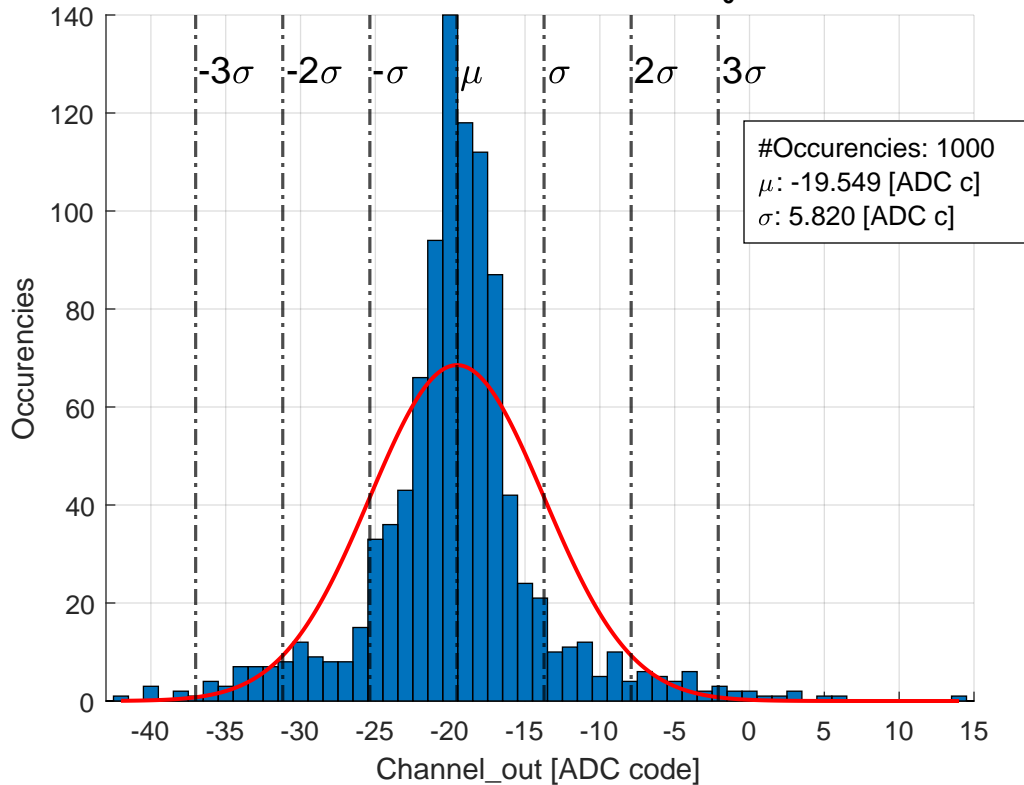 140
120
100
80
60
40
20
0
-3σ
-2σ
-σ
μ
σ
2σ
3σ
#Occurencies: 1000
μ: -19.549 [ADC c]
σ: 5.820 [ADC c]
Occurencies
-40 -35 -30 -25 -20 -15 -10 -5 0 5 10 15
Channel_out [ADC code]